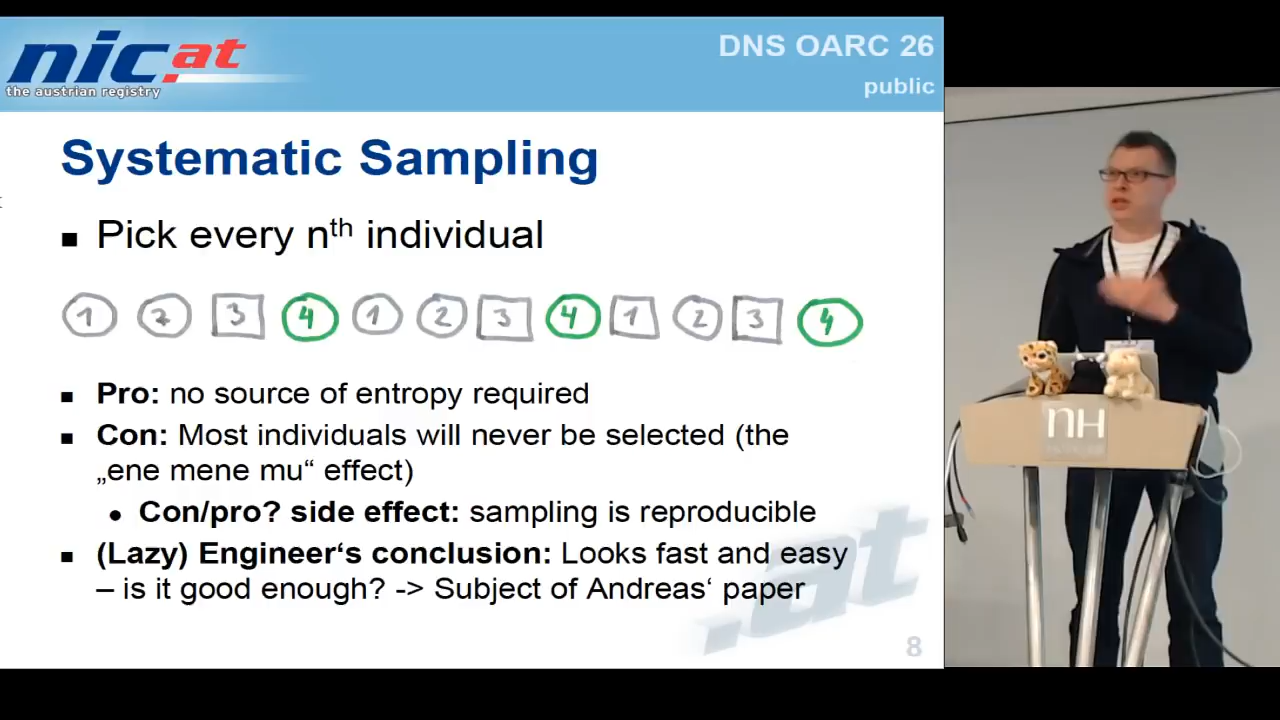 nic.at
the austrian registry
DNS OARC 26
public
Systematic Sampling
■ Pick every nth individual
1 2 3 4 1 2 3 4 1 2 3 4
■ Pro: no source of entropy required
■ Con: Most individuals will never be selected (the
„ene mene mu“ effect)
● Con/pro? side effect: sampling is reproducible
■ (Lazy) Engineer‘s conclusion: Looks fast and easy
– is it good enough? -> Subject of Andreas‘ paper
.at
8
nH